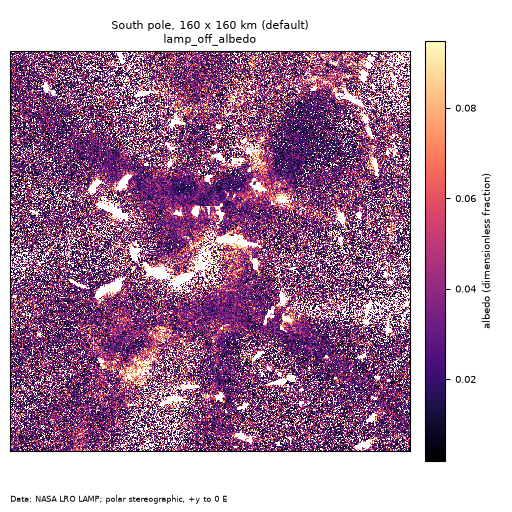 South pole, 160 x 160 km (default)
lamp_off_albedo
0.08
0.06
0.04
0.02
albedo (dimensionless fraction)
Data: NASA LRO LAMP; polar stereographic, +y to 0 E